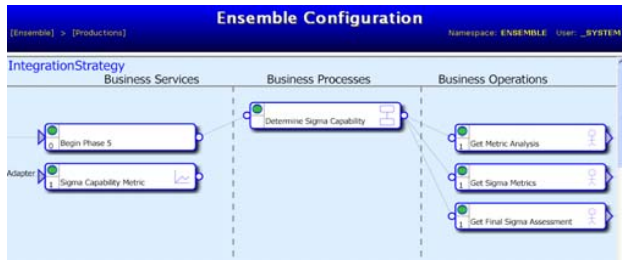 Ensemble Configuration
[Ensemble] > [Productions]
Namespace: ENSEMBLE User: _SYSTEM
IntegrationStrategy
Business Services Business Processes Business Operations
Determine Sigma Capability
0 Begin Phase 5
1 Get Metric Analysis
Adapter
1 Sigma Capability Metric
1 Get Sigma Metrics
1 Get Final Sigma Assessment